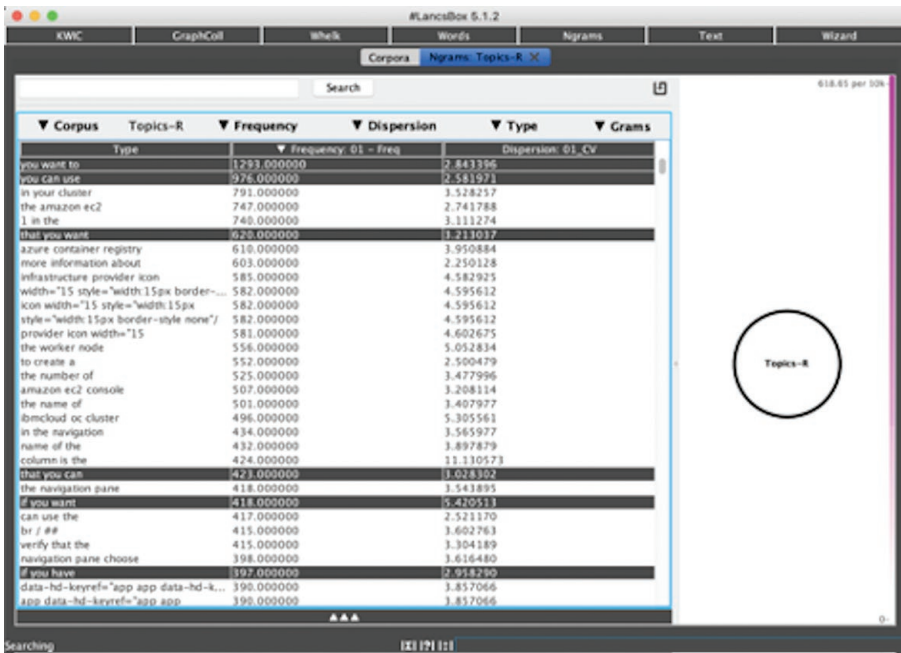 #LancsBox 5.1.2
KWIC GraphColl Whelk Words Ngrams Text Wizard
Corpora Ngrams: Topics-R
Search
618.65 per 10k
▼ Corpus Topics-R ▼ Frequency ▼ Dispersion ▼ Type ▼ Grams
Type ▼ Frequency: 01 - Freq Dispersion: 01_CV
you want to 1293.000000 2.843396
you can use 976.000000 2.581971
in your cluster 791.000000 3.528257
the amazon ec2 747.000000 2.741788
1 in the 740.000000 3.111274
that you want 620.000000 3.213037
azure container registry 610.000000 3.950884
more information about 603.000000 2.250128
infrastructure provider icon 585.000000 4.582925
width="15 style="width:15px border-... 582.000000 4.595612
icon width="15 style="width:15px 582.000000 4.595612
style="width:15px border-style none"/ 582.000000 4.595612
provider icon width="15 581.000000 4.602675
the worker node 556.000000 5.052834
to create a 552.000000 2.500479
the number of 525.000000 3.477996
amazon ec2 console 507.000000 3.208114
the name of 501.000000 3.407977
ibmcloud oc cluster 496.000000 5.305561
in the navigation 434.000000 3.565977
name of the 432.000000 3.897879
column is the 424.000000 11.130573
that you can 423.000000 3.028302
the navigation pane 418.000000 3.543895
if you want 418.000000 5.420513
can use the 417.000000 2.521170
br / ## 415.000000 3.602763
verify that the 415.000000 3.304189
navigation pane choose 398.000000 3.616480
if you have 397.000000 2.958290
data-hd-keyref="app app data-hd-k... 390.000000 3.857066
app data-hd-keyref="app app 390.000000 3.857066
Topics-R
0
Searching